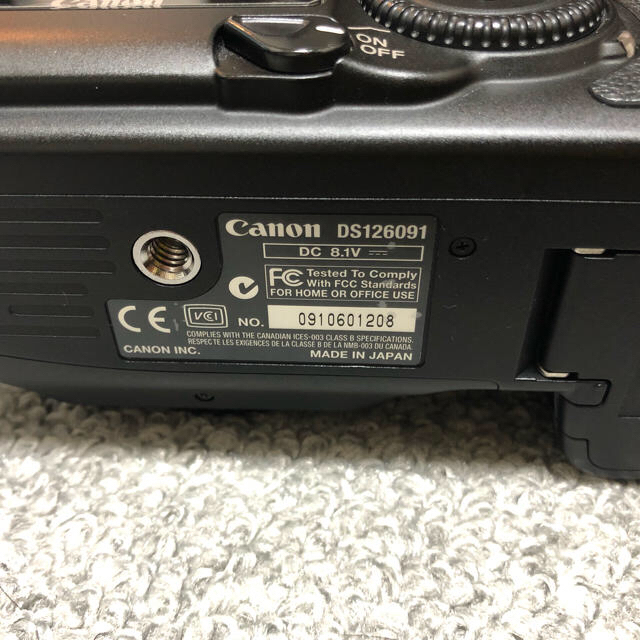 Canon
ON
OFF
Canon DS126091
DC 8.1V
FC Tested To Comply
With FCC Standards
FOR HOME OR OFFICE USE
CE VCI NO. 0910601208
COMPLIES WITH THE CANADIAN ICES-003 CLASS B SPECIFICATIONS.
RESPECTE LES EXIGENCES DE LA CLASSE B DE LA NMB-003 DU CANADA.
CANON INC. MADE IN JAPAN